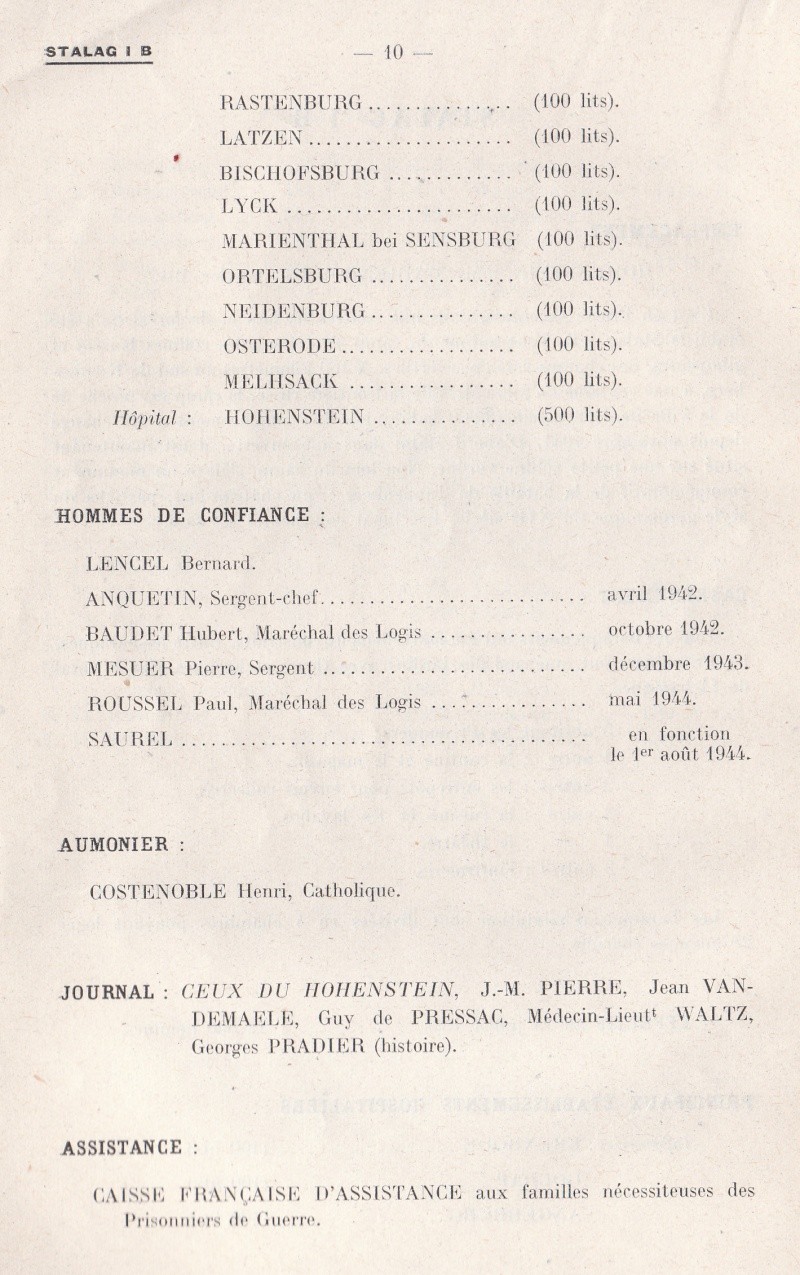 STALAG I B — 10 —
RASTENBURG ............... (100 lits).
LATZEN ...................... (100 lits).
BISCHOFSBURG ............. (100 lits).
LYCK ........................ (100 lits).
MARIENTHAL bei SENSBURG (100 lits).
ORTELSBURG ............... (100 lits).
NEIDENBURG ............... (100 lits).
OSTERODE ................... (100 lits).
MELHSACK .................. (100 lits).
Hôpital : HOHENSTEIN ................ (500 lits).
HOMMES DE CONFIANCE :
LENCEL Bernard.
ANQUETIN, Sergent-chef........................... avril 1942.
BAUDET Hubert, Maréchal des Logis ................ octobre 1942.
MESUER Pierre, Sergent ........................... décembre 1943.
ROUSSEL Paul, Maréchal des Logis ................ mai 1944.
SAUREL .......................................... en fonction
le 1er août 1944.
AUMONIER :
COSTENOBLE Henri, Catholique.
JOURNAL : CEUX DU HOHENSTEIN, J.-M. PIERRE, Jean VAN-
DEMAELE, Guy de PRESSAC, Médecin-Lieutt WALTZ,
Georges PRADIER (histoire).
ASSISTANCE :
CAISSE FRANÇAISE D'ASSISTANCE aux familles nécessiteuses des
Prisonniers de Guerre.